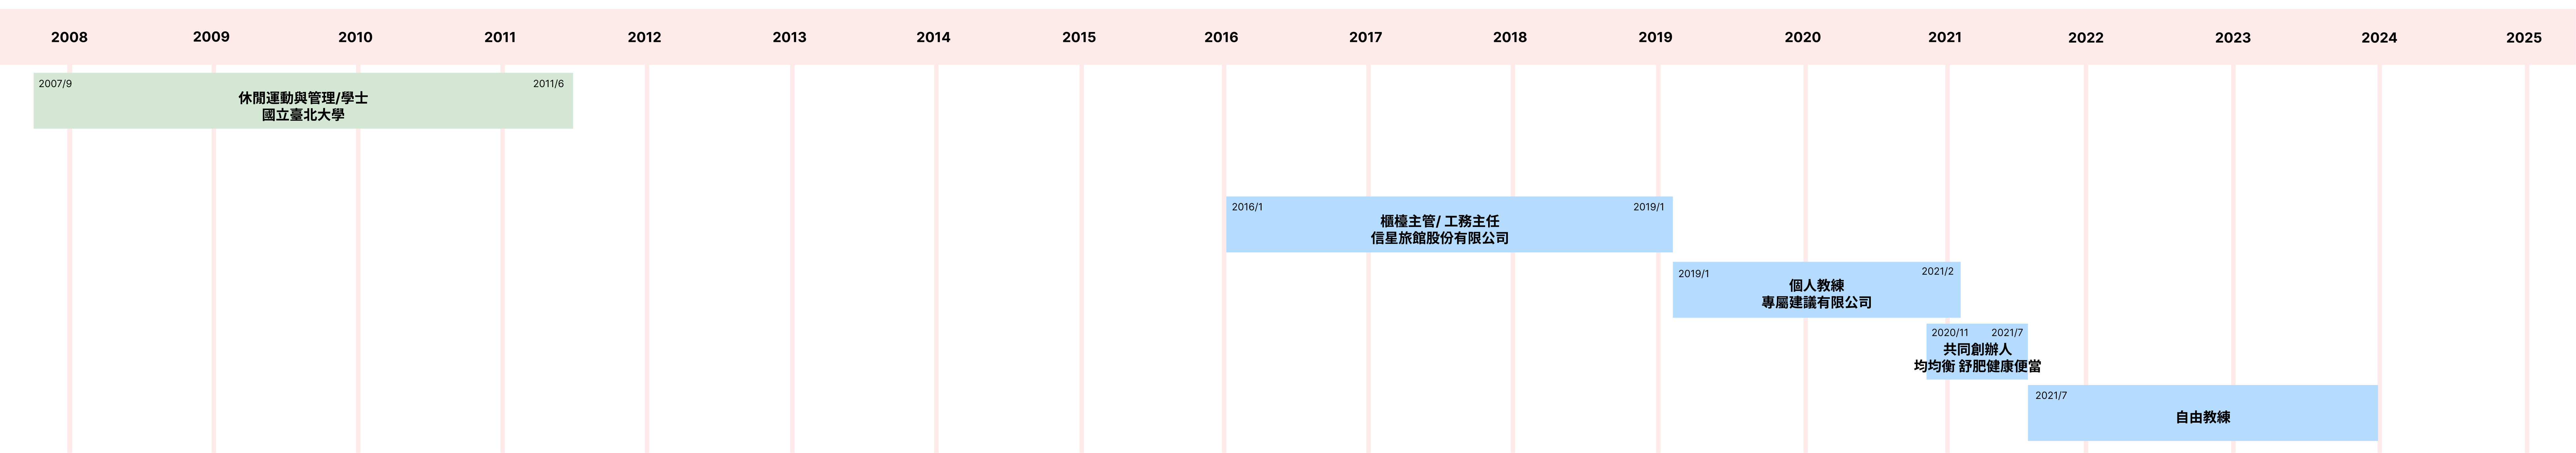 2008 2009 2010 2011 2012 2013 2014 2015 2016 2017 2018 2019 2020 2021 2022 2023 2024 2025
2007/9 2011/6
休閒運動與管理/學士
國立臺北大學
2016/1 2019/1
櫃檯主管/ 工務主任
信星旅館股份有限公司
2019/1 2021/2
個人教練
專屬建議有限公司
2020/11 2021/7
共同創辦人
均均衡 舒肥健康便當
2021/7
自由教練